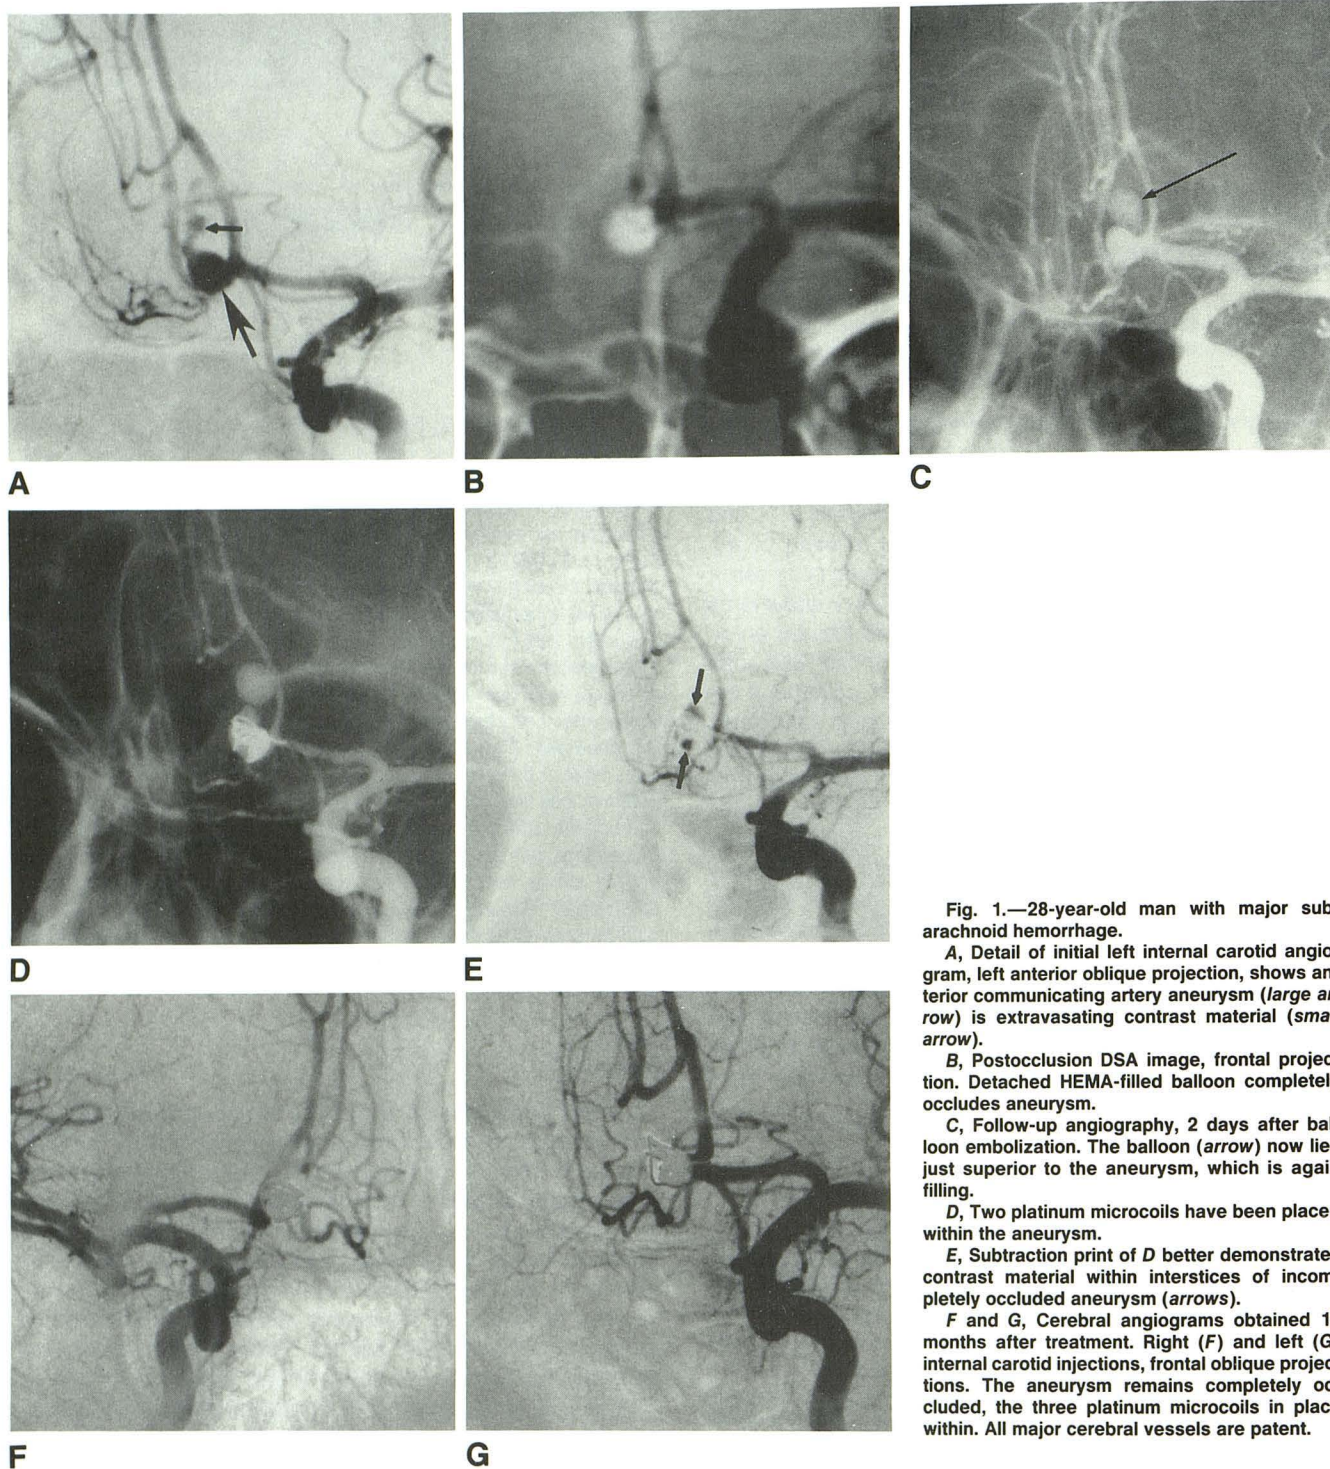 A
B
C
D
E
F
G
Fig. 1.—28-year-old man with major sub
arachnoid hemorrhage.
A, Detail of initial left internal carotid angio
gram, left anterior oblique projection, shows an
terior communicating artery aneurysm (large ar
row) is extravasating contrast material (smal
arrow).
B, Postocclusion DSA image, frontal projec
tion. Detached HEMA-filled balloon completel
occludes aneurysm.
C, Follow-up angiography, 2 days after bal
loon embolization. The balloon (arrow) now lie
just superior to the aneurysm, which is agai
filling.
D, Two platinum microcoils have been place
within the aneurysm.
E, Subtraction print of D better demonstrate
contrast material within interstices of incom
pletely occluded aneurysm (arrows).
F and G, Cerebral angiograms obtained 1
months after treatment. Right (F) and left (G
internal carotid injections, frontal oblique projec
tions. The aneurysm remains completely oc
cluded, the three platinum microcoils in plac
within. All major cerebral vessels are patent.